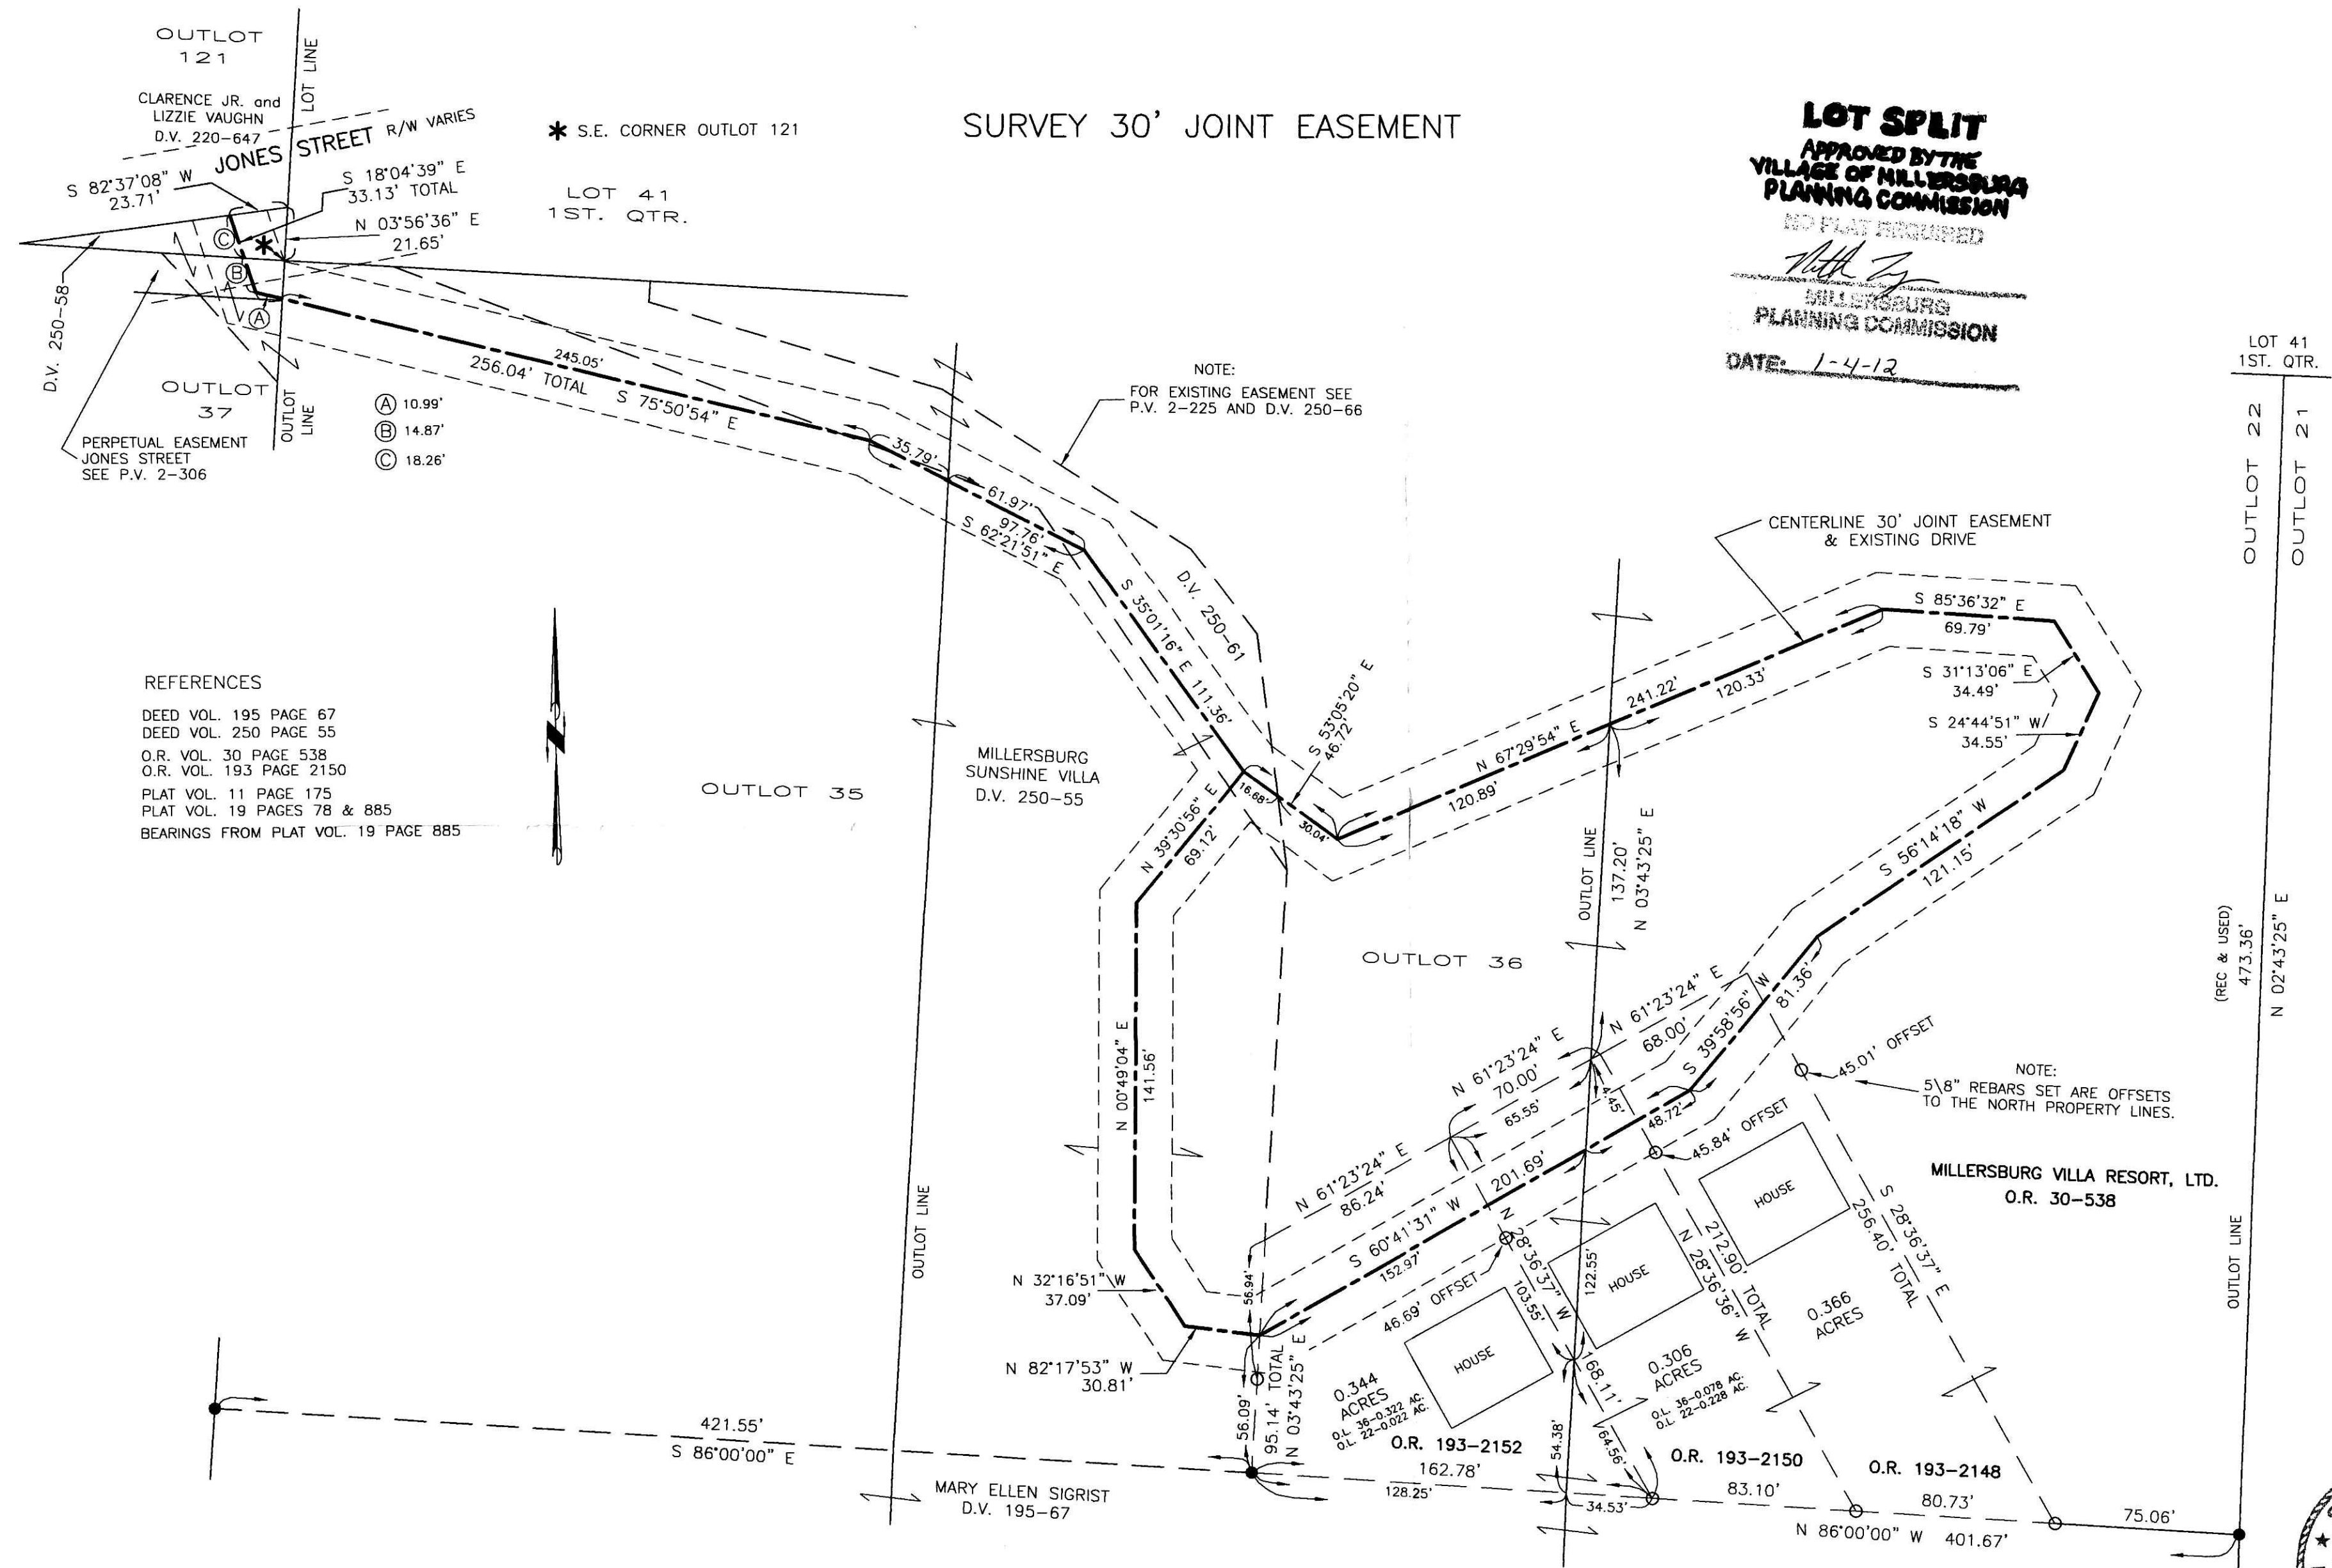 OUTLOT
121
LOT LINE
CLARENCE JR. and
LIZZIE VAUGHN
D.V. 220-647
JONES STREET R/W VARIES
✱ S.E. CORNER OUTLOT 121
SURVEY 30' JOINT EASEMENT
LOT SPLIT
APPROVED BY THE
VILLAGE OF MILLERSBURG
PLANNING COMMISSION
NO PLAT REQUIRED
MILLERSBURG
PLANNING COMMISSION
DATE: 1-4-12
S 82°37'08" W
23.71'
S 18°04'39" E
33.13' TOTAL
N 03°56'36" E
21.65'
LOT 41
1ST. QTR.
C
✱
B
A
D.V. 250-58
OUTLOT
37
OUTLOT
LINE
PERPETUAL EASEMENT
JONES STREET
SEE P.V. 2-306
A 10.99'
B 14.87'
C 18.26'
245.05'
256.04' TOTAL S 75°50'54" E
NOTE:
FOR EXISTING EASEMENT SEE
P.V. 2-225 AND D.V. 250-66
LOT 41
1ST. QTR.
OUTLOT 22
OUTLOT 21
35.79'
61.97'
97.76'
S 62°21'51" E
CENTERLINE 30' JOINT EASEMENT
& EXISTING DRIVE
D.V. 250-61
S 35°01'16" E 111.36'
S 53°05'20" E
46.72'
16.68'
30.04'
S 85°36'32" E
69.79'
S 31°13'06" E
34.49'
S 24°44'51" W
34.55'
241.22'
120.33'
N 67°29'54" E
120.89'
REFERENCES
DEED VOL. 195 PAGE 67
DEED VOL. 250 PAGE 55
O.R. VOL. 30 PAGE 538
O.R. VOL. 193 PAGE 2150
PLAT VOL. 11 PAGE 175
PLAT VOL. 19 PAGES 78 & 885
BEARINGS FROM PLAT VOL. 19 PAGE 885
N
OUTLOT 35
MILLERSBURG
SUNSHINE VILLA
D.V. 250-55
N 39°30'56" E
69.12'
OUTLOT LINE
137.20'
N 03°43'25" E
S 56°14'18" W
121.15'
OUTLOT 36
(REC & USED)
473.36'
N 02°43'25" E
N 00°49'04" E
141.56'
N 61°23'24" E
68.00'
S 39°58'56" W
81.36'
N 61°23'24" E
70.00'
65.55'
4.45'
48.72'
45.01' OFFSET
NOTE:
5\8" REBARS SET ARE OFFSETS
TO THE NORTH PROPERTY LINES.
45.84' OFFSET
N 61°23'24" E
86.24'
S 60°41'31" W 201.69'
152.97'
MILLERSBURG VILLA RESORT, LTD.
O.R. 30-538
HOUSE
HOUSE
HOUSE
OUTLOT LINE
OUTLOT LINE
N 32°16'51" W
37.09'
56.94'
46.69' OFFSET
N 28°36'37" W
103.55'
122.55'
212.90' TOTAL
N 28°36'36" W
S 28°36'37" E
256.40' TOTAL
N 82°17'53" W
30.81'
56.09'
95.14' TOTAL
N 03°43'25" E
0.344
ACRES
O.L. 36-0.322 AC.
O.L. 22-0.022 AC.
0.306
ACRES
O.L. 36-0.078 AC.
O.L. 22-0.228 AC.
0.366
ACRES
168.11'
64.56'
54.38'
421.55'
S 86°00'00" E
O.R. 193-2152
162.78'
128.25'
34.53'
O.R. 193-2150
83.10'
O.R. 193-2148
80.73'
75.06'
N 86°00'00" W 401.67'
MARY ELLEN SIGRIST
D.V. 195-67